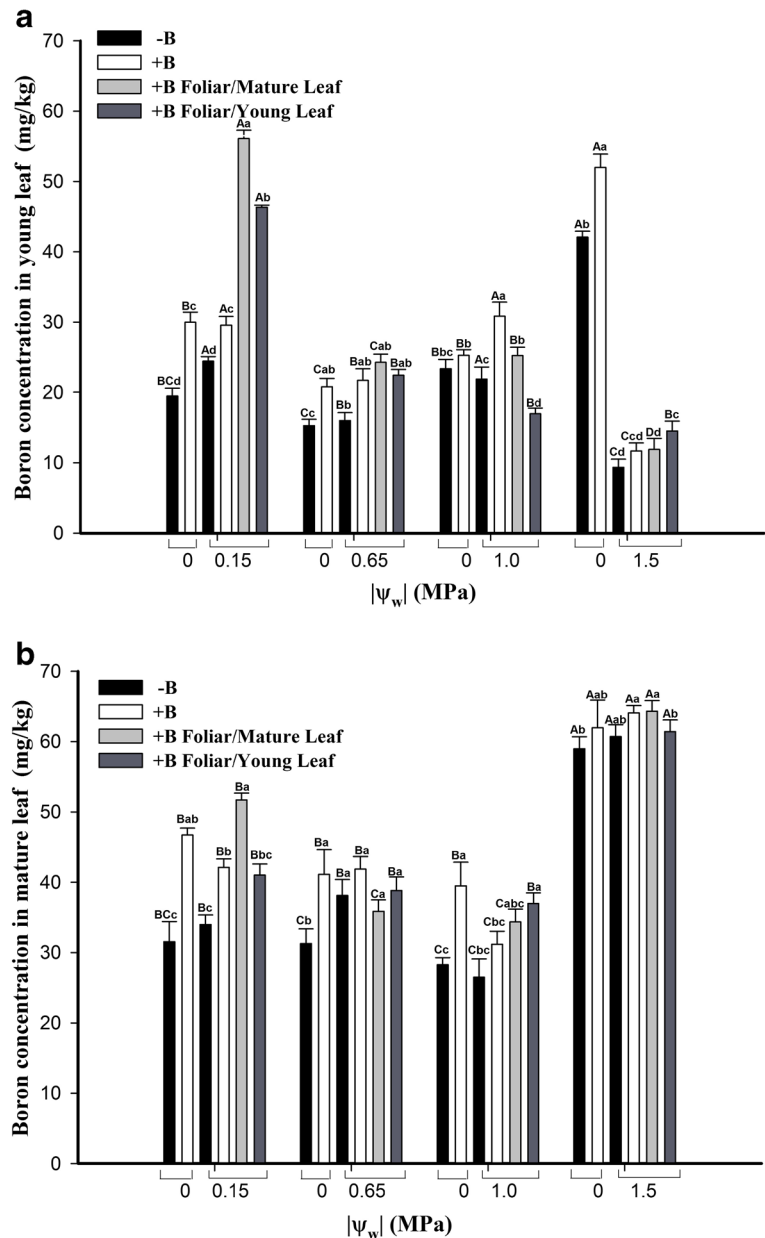 a
-B
+B
+B Foliar/Mature Leaf
+B Foliar/Young Leaf
Boron concentration in young leaf (mg/kg)
70
60
50
40
30
20
10
0
BCd Bc Ad Ac Aa Ab
Cc Cab Bb Bab Cab Bab
Bbc Bb Ac Aa Bb Bd
Ab Aa Cd Ccd Dd Bc
0 0.15 0 0.65 0 1.0 0 1.5
|ψw| (MPa)
b
-B
+B
+B Foliar/Mature Leaf
+B Foliar/Young Leaf
Boron concentration in mature leaf (mg/kg)
70
60
50
40
30
20
10
0
BCc Bab Bc Bb Ba Bbc
Cb Ba Ba Ba Ca Ba
Cc Ba Cbc Cbc Cabc Ba
Ab Aab Aab Aa Aa Ab
0 0.15 0 0.65 0 1.0 0 1.5
|ψw| (MPa)